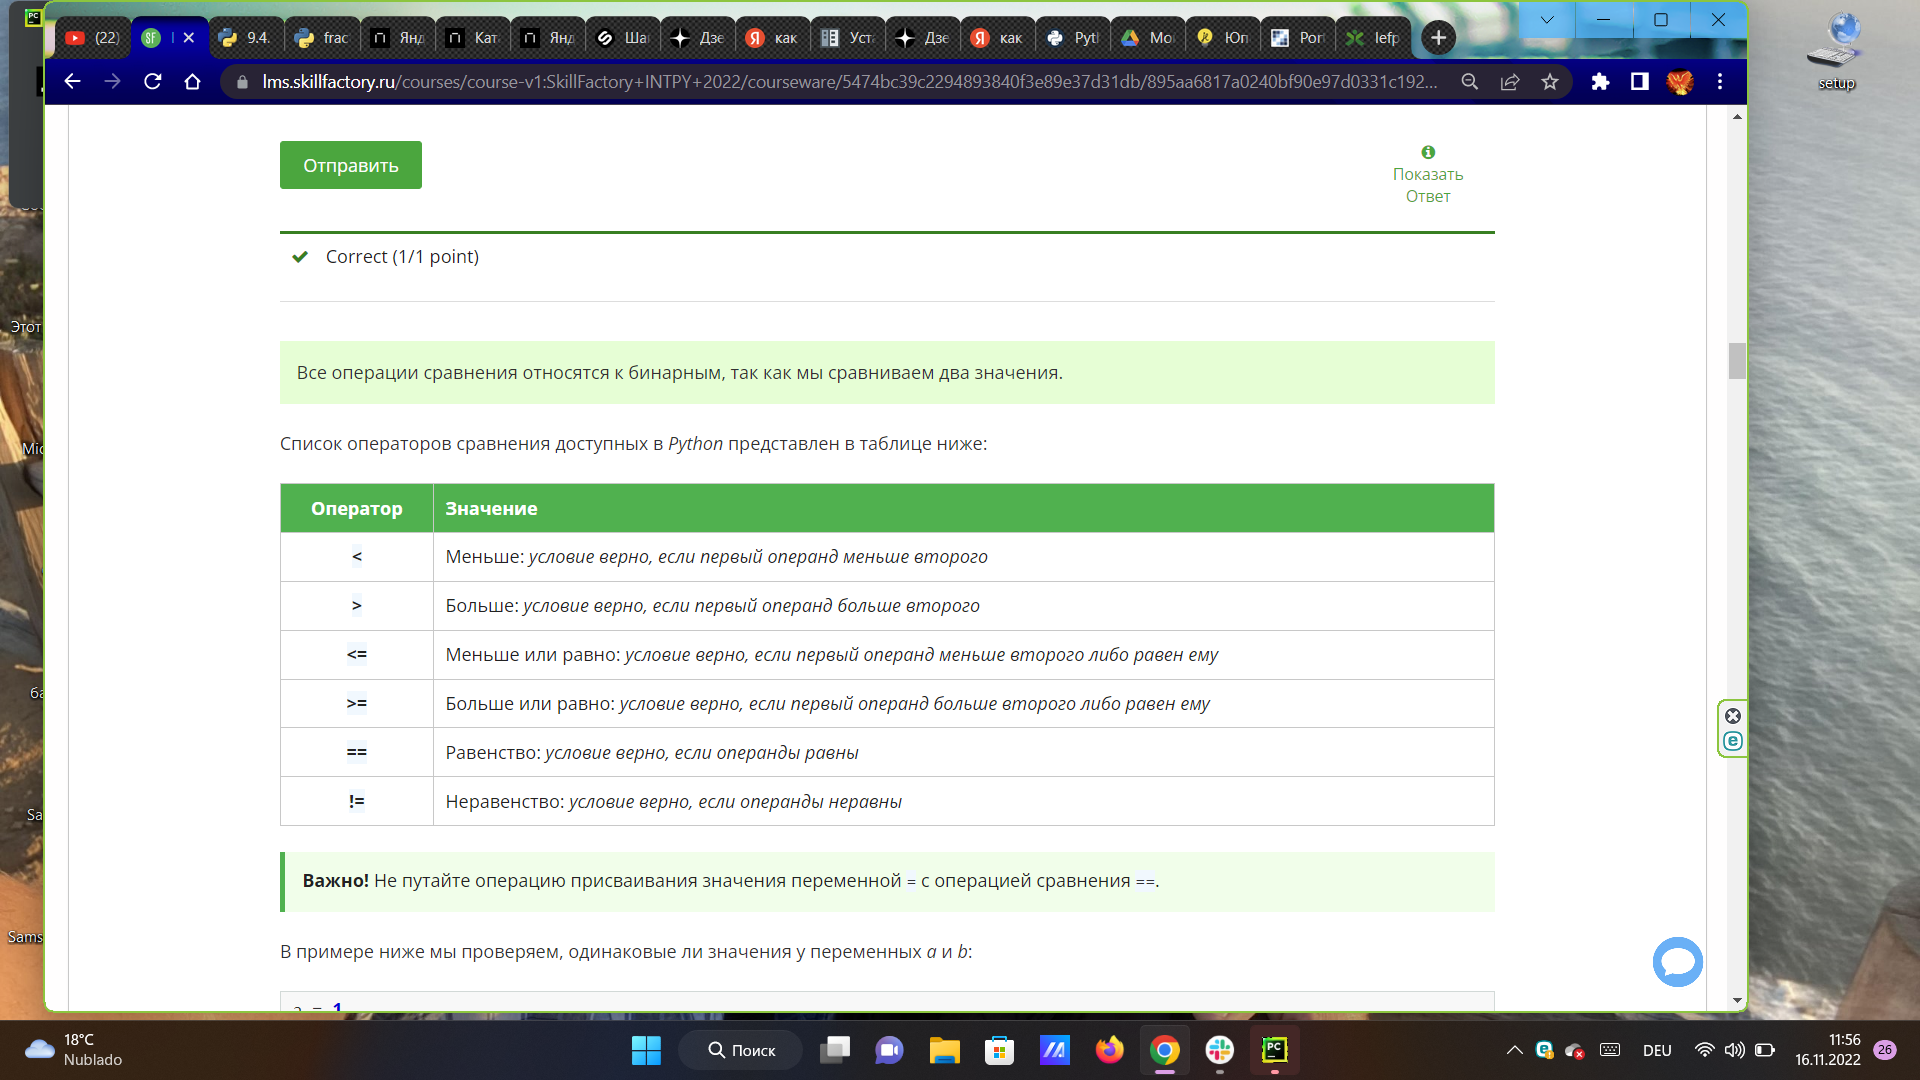 (22)
9.4.
frac
Янд
Кат
Янд
Ша
Дзе
как
Уст
Дзе
как
Pyt
Мо
Юп
Por
lefp
lms.skillfactory.ru/courses/course-v1:SkillFactory+INTPY+2022/courseware/5474bc39c2294893840f3e89e37d31db/895aa6817a0240bf90e97d0331c192...
setup
Отправить
Показать
Ответ
Correct (1/1 point)
Этот
Все операции сравнения относятся к бинарным, так как мы сравниваем два значения.
Mic
Список операторов сравнения доступных в Python представлен в таблице ниже:
Оператор Значение
< Меньше: условие верно, если первый операнд меньше второго
> Больше: условие верно, если первый операнд больше второго
<= Меньше или равно: условие верно, если первый операнд меньше второго либо равен ему
ба
>= Больше или равно: условие верно, если первый операнд больше второго либо равен ему
== Равенство: условие верно, если операнды равны
!= Неравенство: условие верно, если операнды неравны
Sa
Важно! Не путайте операцию присваивания значения переменной = с операцией сравнения ==.
Sams
В примере ниже мы проверяем, одинаковые ли значения у переменных a и b:
a = 1
18°C
Nublado
Поиск
DEU
11:56
16.11.2022
26